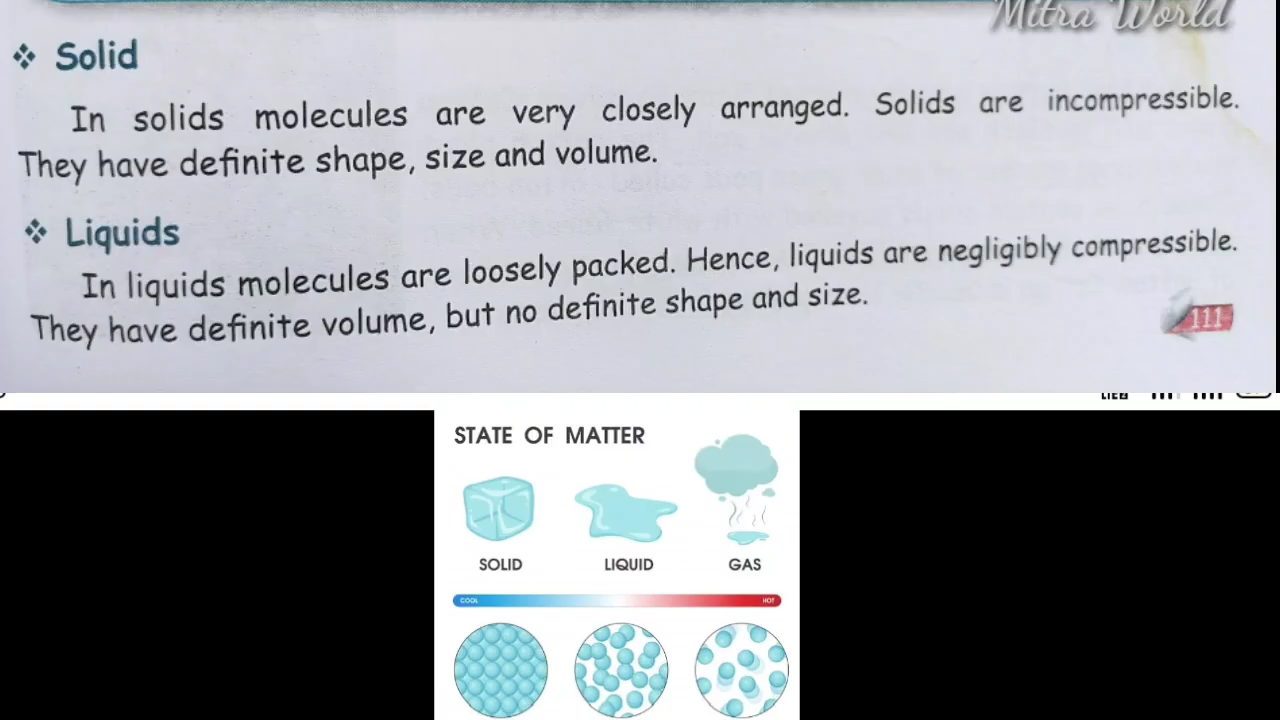 Mitra World
❖ Solid
In solids molecules are very closely arranged. Solids are incompressible.
They have definite shape, size and volume.
❖ Liquids
In liquids molecules are loosely packed. Hence, liquids are negligibly compressible.
They have definite volume, but no definite shape and size.
111
STATE OF MATTER
SOLID LIQUID GAS
COOL HOT